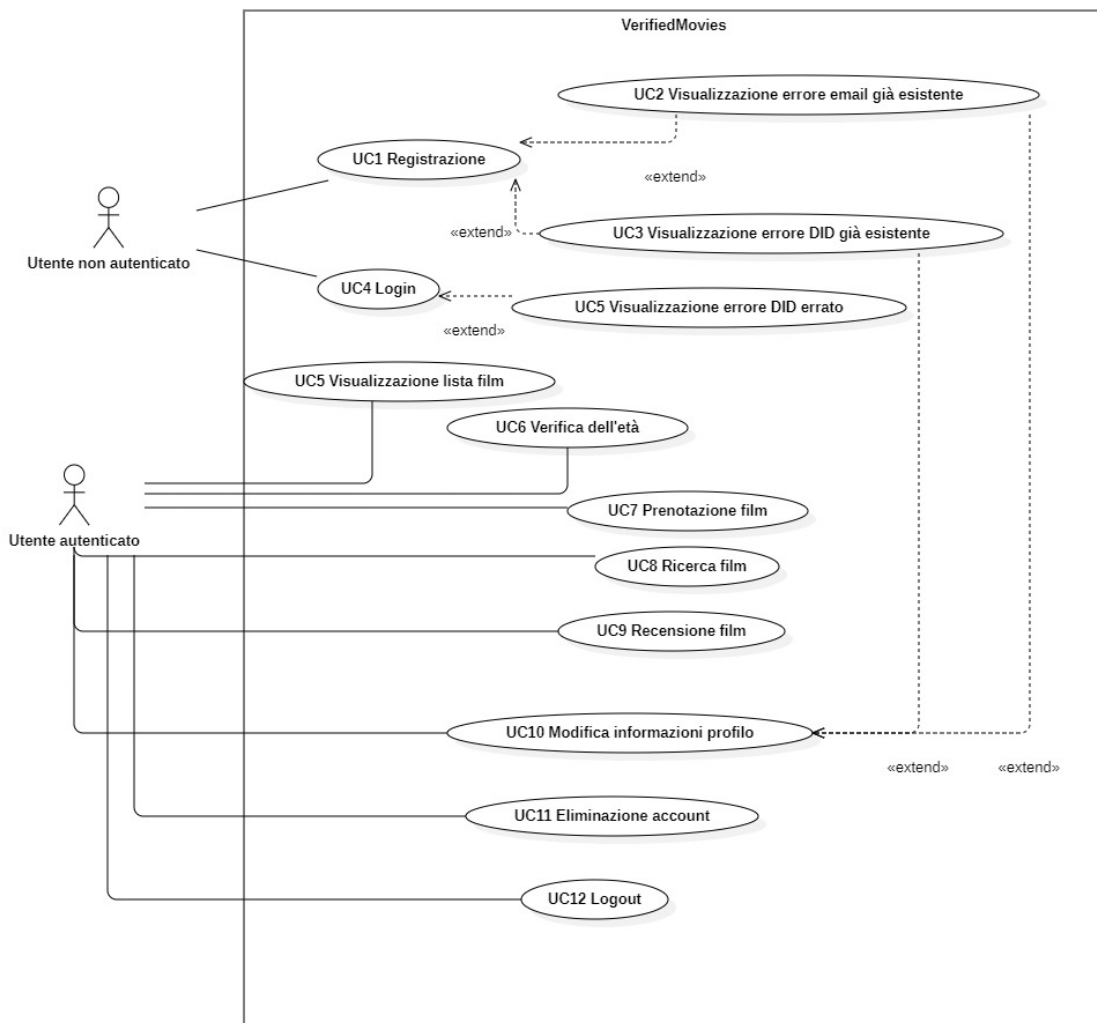 VerifiedMovies
UC2 Visualizzazione errore email già esistente
UC1 Registrazione
«extend»
Utente non autenticato
«extend»
UC3 Visualizzazione errore DID già esistente
UC4 Login
UC5 Visualizzazione errore DID errato
«extend»
UC5 Visualizzazione lista film
UC6 Verifica dell'età
UC7 Prenotazione film
Utente autenticato
UC8 Ricerca film
UC9 Recensione film
UC10 Modifica informazioni profilo
«extend»
«extend»
UC11 Eliminazione account
UC12 Logout